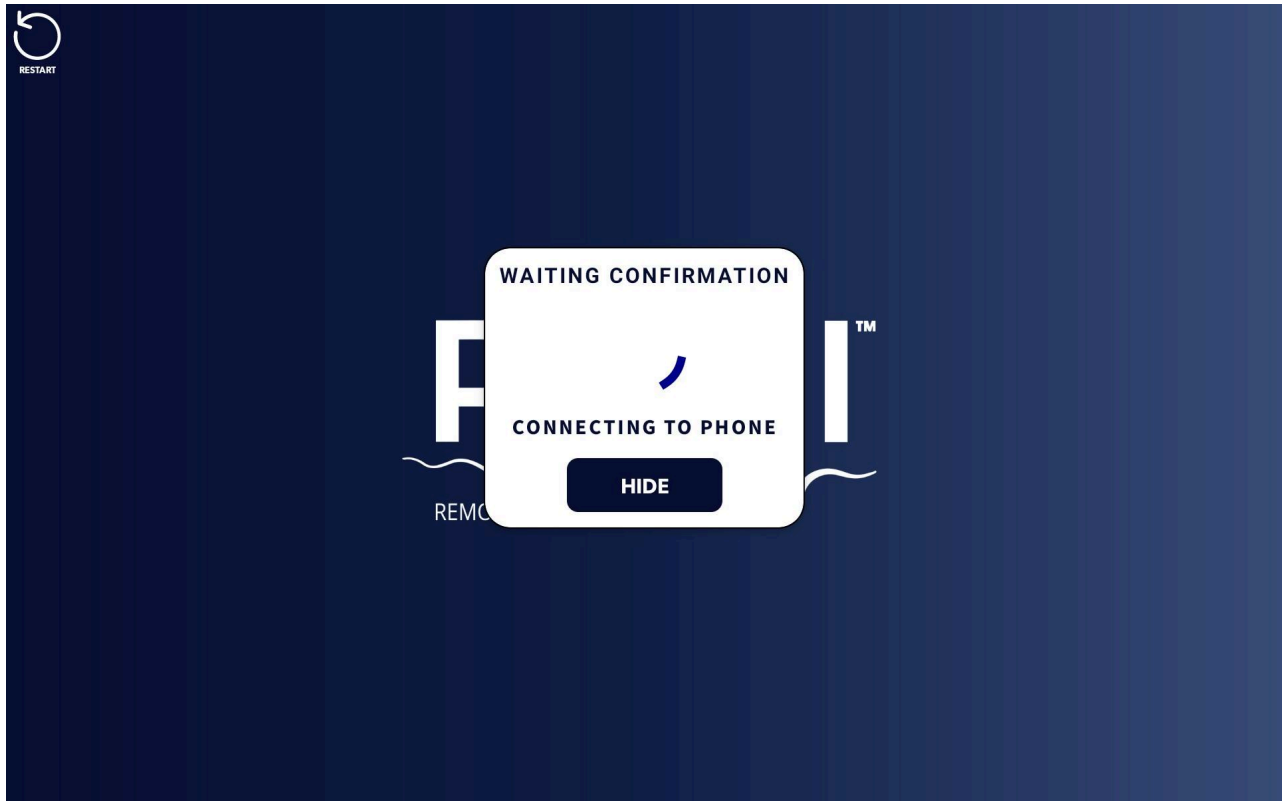 RESTART
WAITING CONFIRMATION
TM
CONNECTING TO PHONE
HIDE